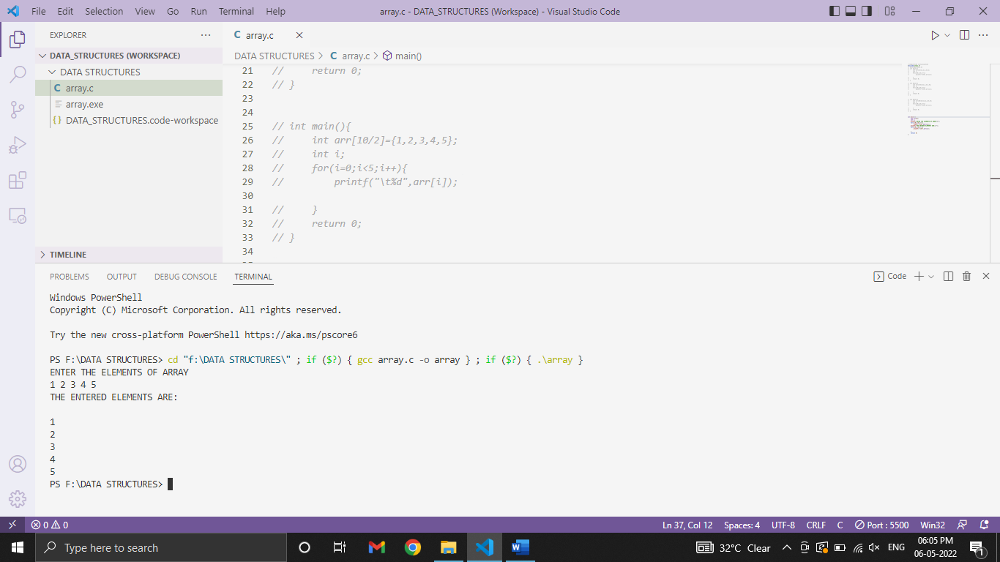 File Edit Selection View Go Run Terminal Help
array.c - DATA_STRUCTURES (Workspace) - Visual Studio Code
EXPLORER
DATA_STRUCTURES (WORKSPACE)
DATA STRUCTURES
C array.c
array.exe
{} DATA_STRUCTURES.code-workspace
TIMELINE
C array.c
DATA STRUCTURES > C array.c > main()
21 // return 0;
22 // }
23
24
25 // int main(){
26 // int arr[10/2]={1,2,3,4,5};
27 // int i;
28 // for(i=0;i<5;i++){
29 // printf("\t%d",arr[i]);
30
31 // }
32 // return 0;
33 // }
34
PROBLEMS OUTPUT DEBUG CONSOLE TERMINAL
Code
Windows PowerShell
Copyright (C) Microsoft Corporation. All rights reserved.
Try the new cross-platform PowerShell https://aka.ms/pscore6
PS F:\DATA STRUCTURES> cd "f:\DATA STRUCTURES\" ; if ($?) { gcc array.c -o array } ; if ($?) { .\array }
ENTER THE ELEMENTS OF ARRAY
1 2 3 4 5
THE ENTERED ELEMENTS ARE:
1
2
3
4
5
PS F:\DATA STRUCTURES>
0 0
Ln 37, Col 12 Spaces: 4 UTF-8 CRLF C Port : 5500 Win32
Type here to search
32°C Clear
ENG
06:05 PM
06-05-2022
1